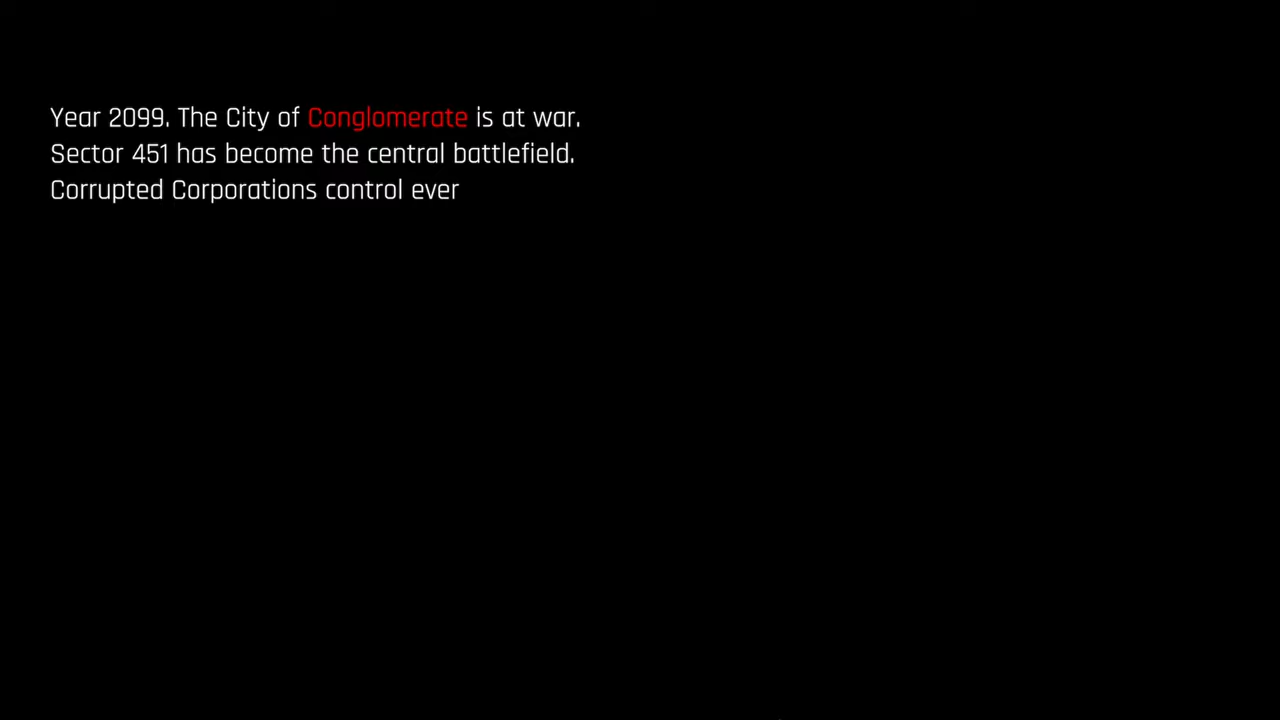 Year 2099. The City of Conglomerate is at war.
Sector 451 has become the central battlefield.
Corrupted Corporations control ever